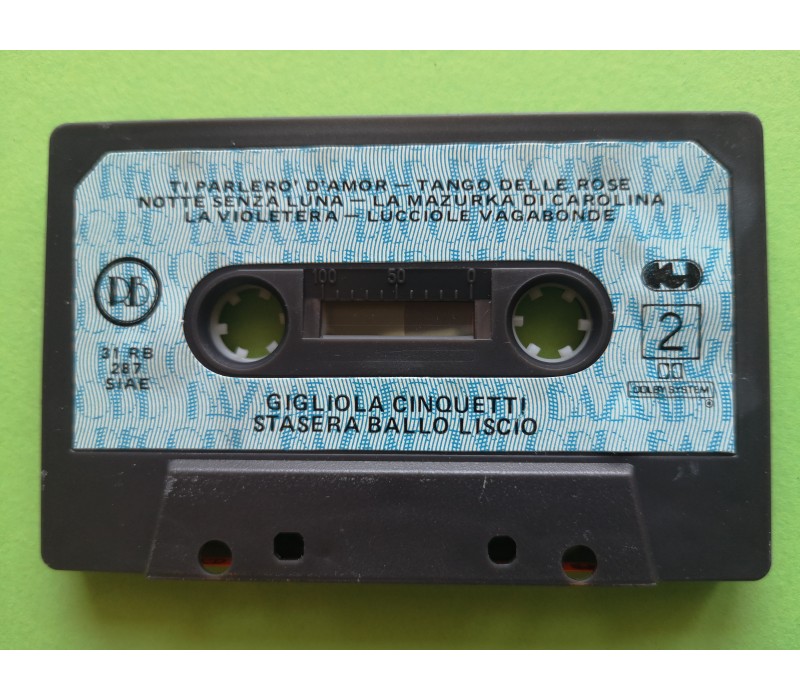 TI PARLERO' D'AMOR — TANGO DELLE ROSE
NOTTE SENZA LUNA — LA MAZURKA DI CAROLINA
LA VIOLETERA — LUCCIOLE VAGABONDE
RB
100 50 0
31 RB
287
SIAE
2
DOLBY SYSTEM
®
GIGLIOLA CINQUETTI
STASERA BALLO LISCIO